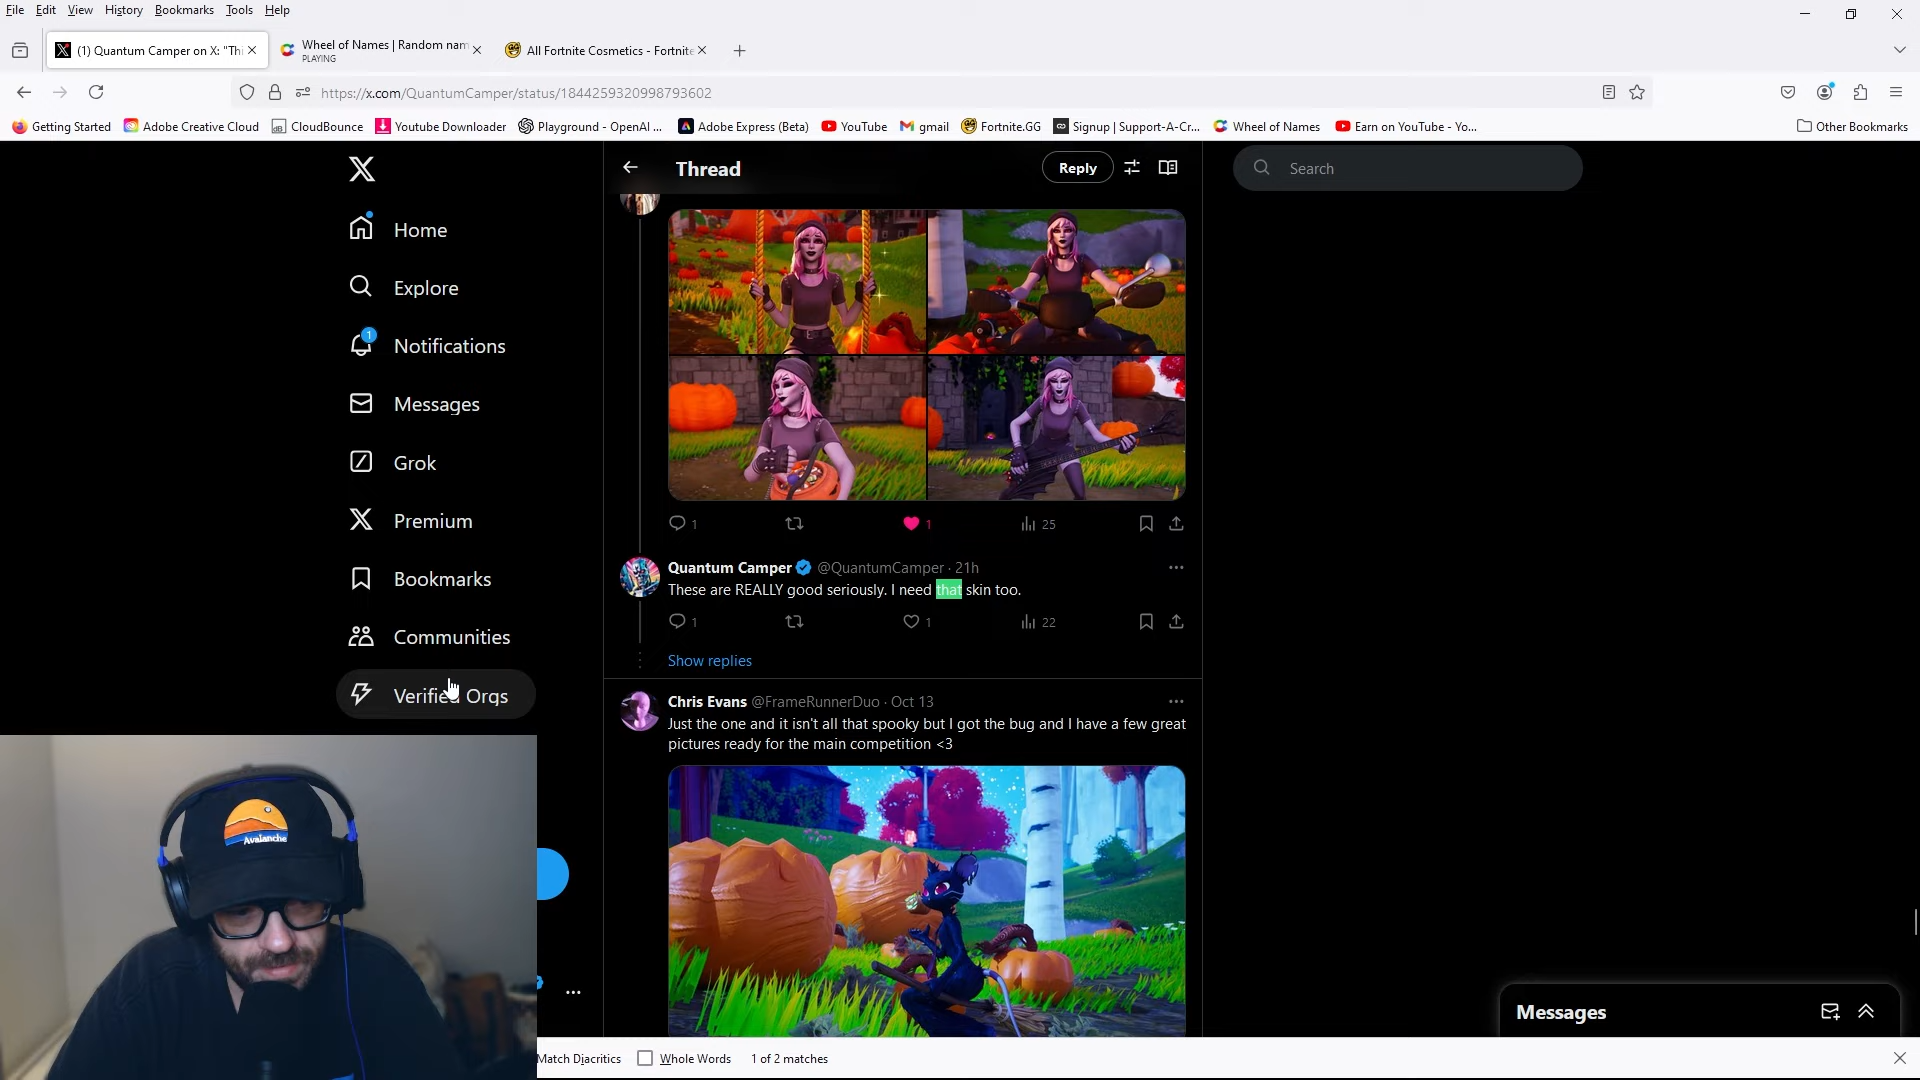 File Edit View History Bookmarks Tools Help
(1) Quantum Camper on X: "Thi
Wheel of Names | Random nam
PLAYING
All Fortnite Cosmetics - Fortnite
https://x.com/QuantumCamper/status/1844259320998793602
Getting Started Adobe Creative Cloud CloudBounce Youtube Downloader Playground - OpenAI ... Adobe Express (Beta) YouTube gmail Fortnite.GG Signup | Support-A-Cr... Wheel of Names Earn on YouTube - Yo... Other Bookmarks
Thread
Reply
Search
Home
Explore
1
Notifications
Messages
Grok
Premium
Bookmarks
Communities
Verified Orgs
1 1 25
Quantum Camper @QuantumCamper · 21h
These are REALLY good seriously. I need that skin too.
1 1 22
Show replies
Chris Evans @FrameRunnerDuo · Oct 13
Just the one and it isn't all that spooky but I got the bug and I have a few great
pictures ready for the main competition <3
Avalanche
Messages
Match Diacritics Whole Words 1 of 2 matches